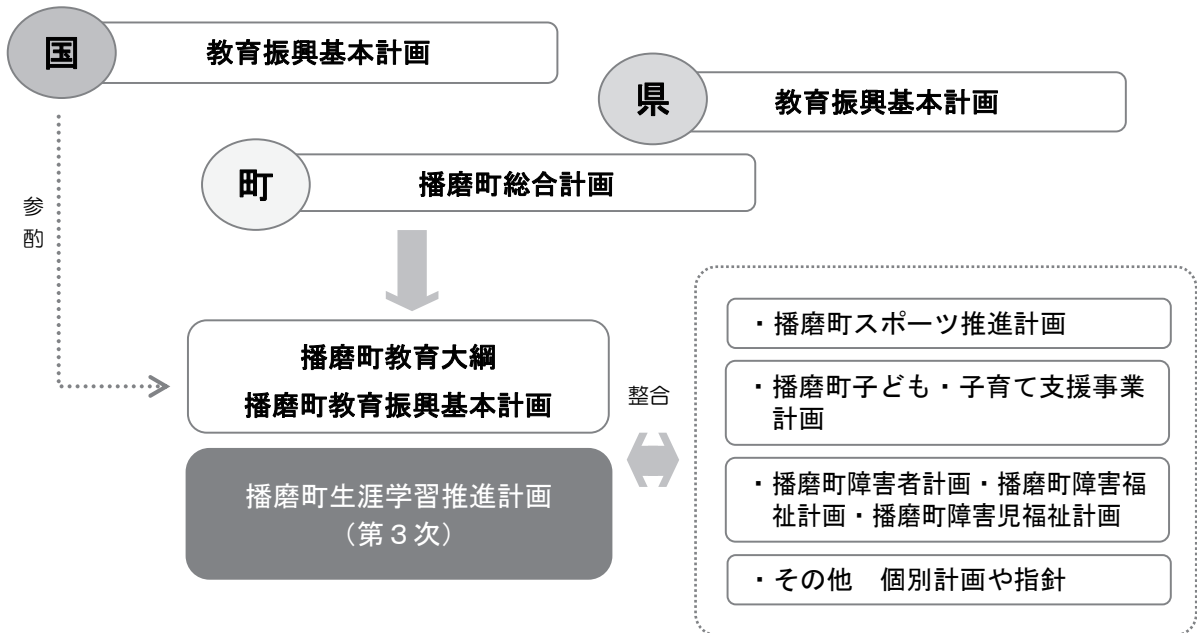 国
教育振興基本計画
県
教育振興基本計画
町
播磨町総合計画
参
酌
播磨町教育大綱
播磨町教育振興基本計画
整合
播磨町生涯学習推進計画
（第３次）
・播磨町スポーツ推進計画
・播磨町子ども・子育て支援事業
計画
・播磨町障害者計画・播磨町障害福
祉計画・播磨町障害児福祉計画
・その他　個別計画や指針